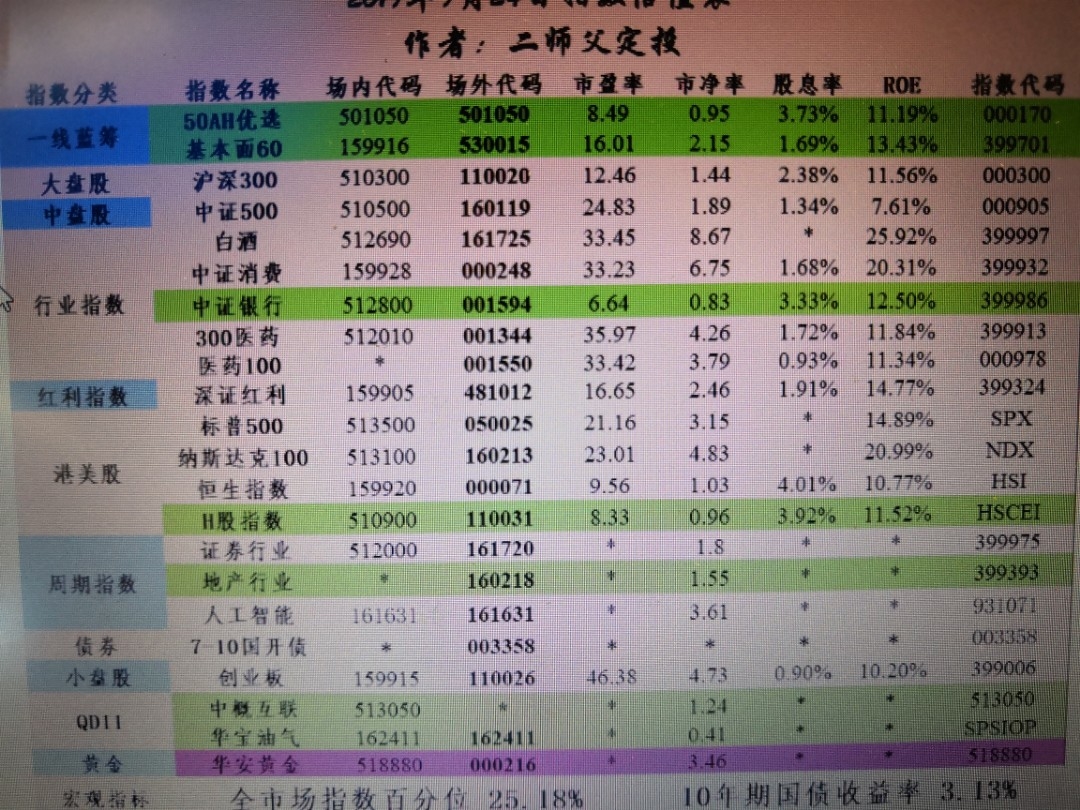 作者：二师父定投
指数分类 指数名称 场内代码 场外代码 市盈率 市净率 股息率 ROE 指数代码
一线蓝筹 50AH优选 501050 501050 8.49 0.95 3.73% 11.19% 000170
基本面60 159916 530015 16.01 2.15 1.69% 13.43% 399701
大盘股 沪深300 510300 110020 12.46 1.44 2.38% 11.56% 000300
中盘股 中证500 510500 160119 24.83 1.89 1.34% 7.61% 000905
行业指数 白酒 512690 161725 33.45 8.67 * 25.92% 399997
中证消费 159928 000248 33.23 6.75 1.68% 20.31% 399932
中证银行 512800 001594 6.64 0.83 3.33% 12.50% 399986
300医药 512010 001344 35.97 4.26 1.72% 11.84% 399913
医药100 * 001550 33.42 3.79 0.93% 11.34% 000978
红利指数 深证红利 159905 481012 16.65 2.46 1.91% 14.77% 399324
港美股 标普500 513500 050025 21.16 3.15 * 14.89% SPX
纳斯达克100 513100 160213 23.01 4.83 * 20.99% NDX
恒生指数 159920 000071 9.56 1.03 4.01% 10.77% HSI
H股指数 510900 110031 8.33 0.96 3.92% 11.52% HSCEI
周期指数 证券行业 512000 161720 * 1.8 * * 399975
地产行业 * 160218 * 1.55 * * 399393
人工智能 161631 161631 * 3.61 * * 931071
债券 7-10国开债 * 003358 * * * * 003358
小盘股 创业板 159915 110026 46.38 4.73 0.90% 10.20% 399006
QDII 中概互联 513050 * * 1.24 * * 513050
华宝油气 162411 162411 * 0.41 * * SPSIOP
黄金 华安黄金 518880 000216 * 3.46 * * 518880
宏观指标 全市场指数百分位 25.18% 10年期国债收益率 3.13%